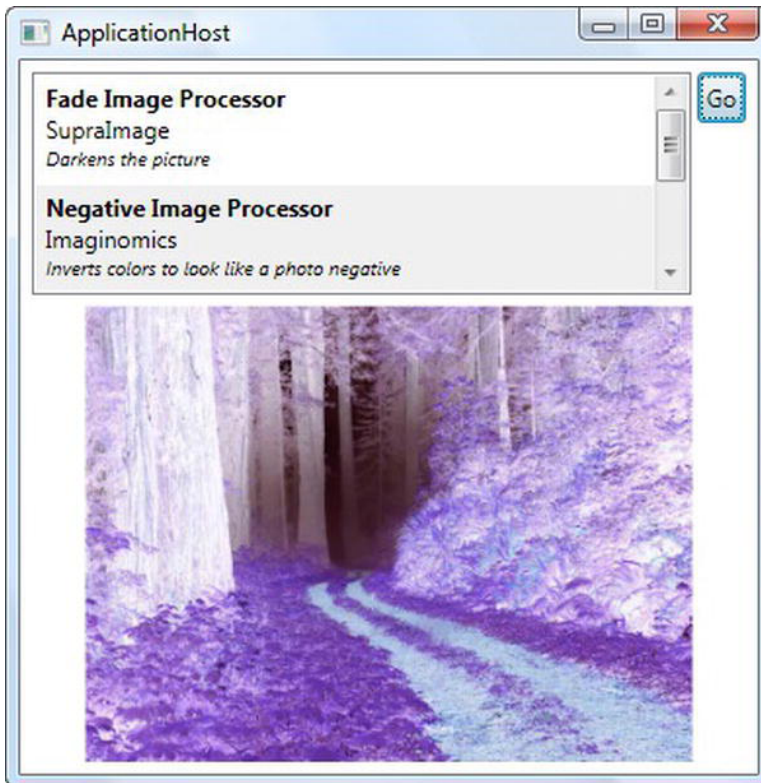 ApplicationHost
Fade Image Processor
SupraImage
Darkens the picture
Go
Negative Image Processor
Imaginomics
Inverts colors to look like a photo negative